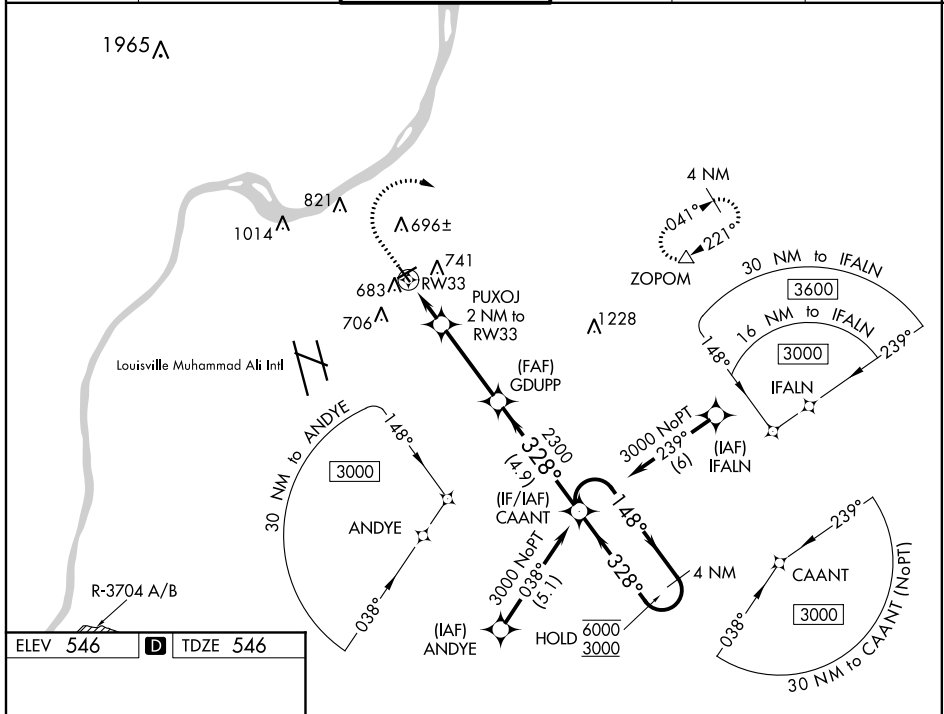 1965
821
1014
696±
741
683
RW33
706
PUXOJ
2 NM to
RW33
4 NM
041°
221°
ZOPOM
1228
30 NM to IFALN
3600
16 NM to IFALN
3000
148°
239°
IFALN
Louisville Muhammad Ali Intl
(FAF)
GDUPP
2300
328°
(4.9)
3000 NoPT
239°
(6)
(IAF)
IFALN
30 NM to ANDYE
148°
3000
ANDYE
038°
(IF/IAF)
CAANT
148°
328°
4 NM
3000 NoPT
038°
(5.1)
(IAF)
ANDYE
HOLD
6000
3000
239°
CAANT
3000
038°
30 NM to CAANT (NoPT)
R-3704 A/B
ELEV 546 D TDZE 546